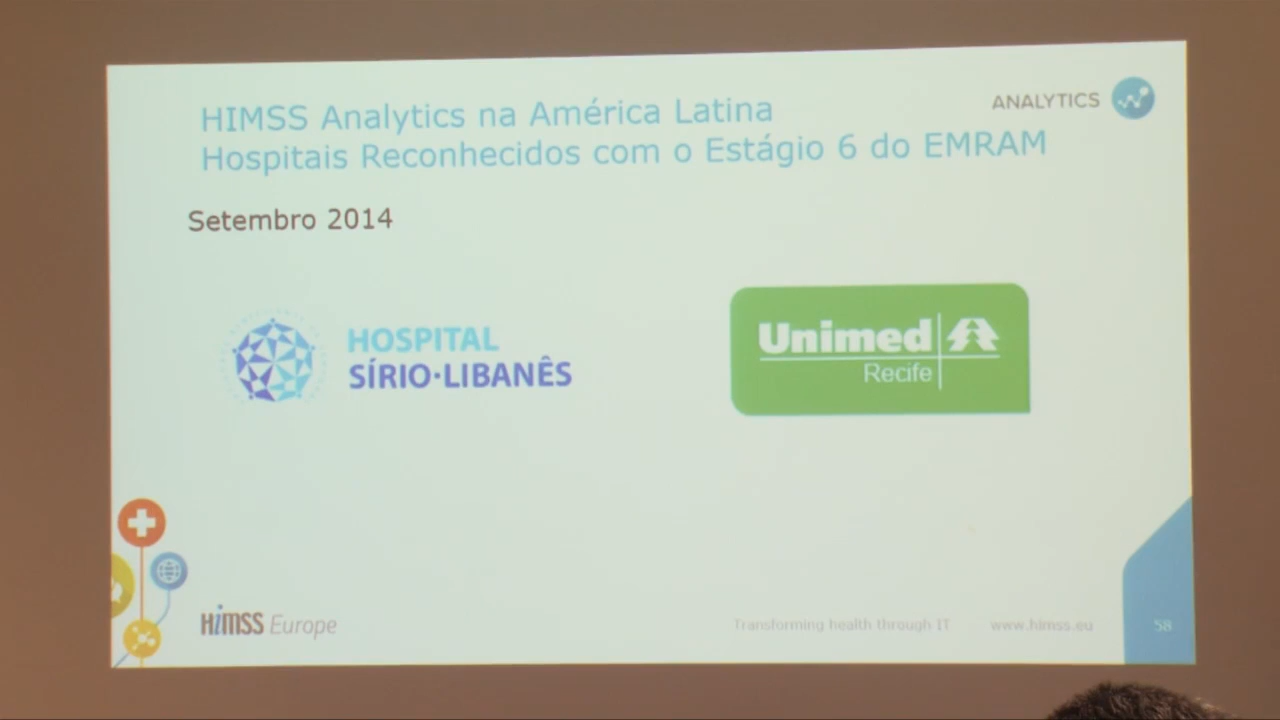 HIMSS Analytics na América Latina
Hospitais Reconhecidos com o Estágio 6 do EMRAM
ANALYTICS
Setembro 2014
HOSPITAL
SÍRIO·LIBANÊS
Unimed
Recife
HiMSS Europe
Transforming health through IT
www.himss.eu
58